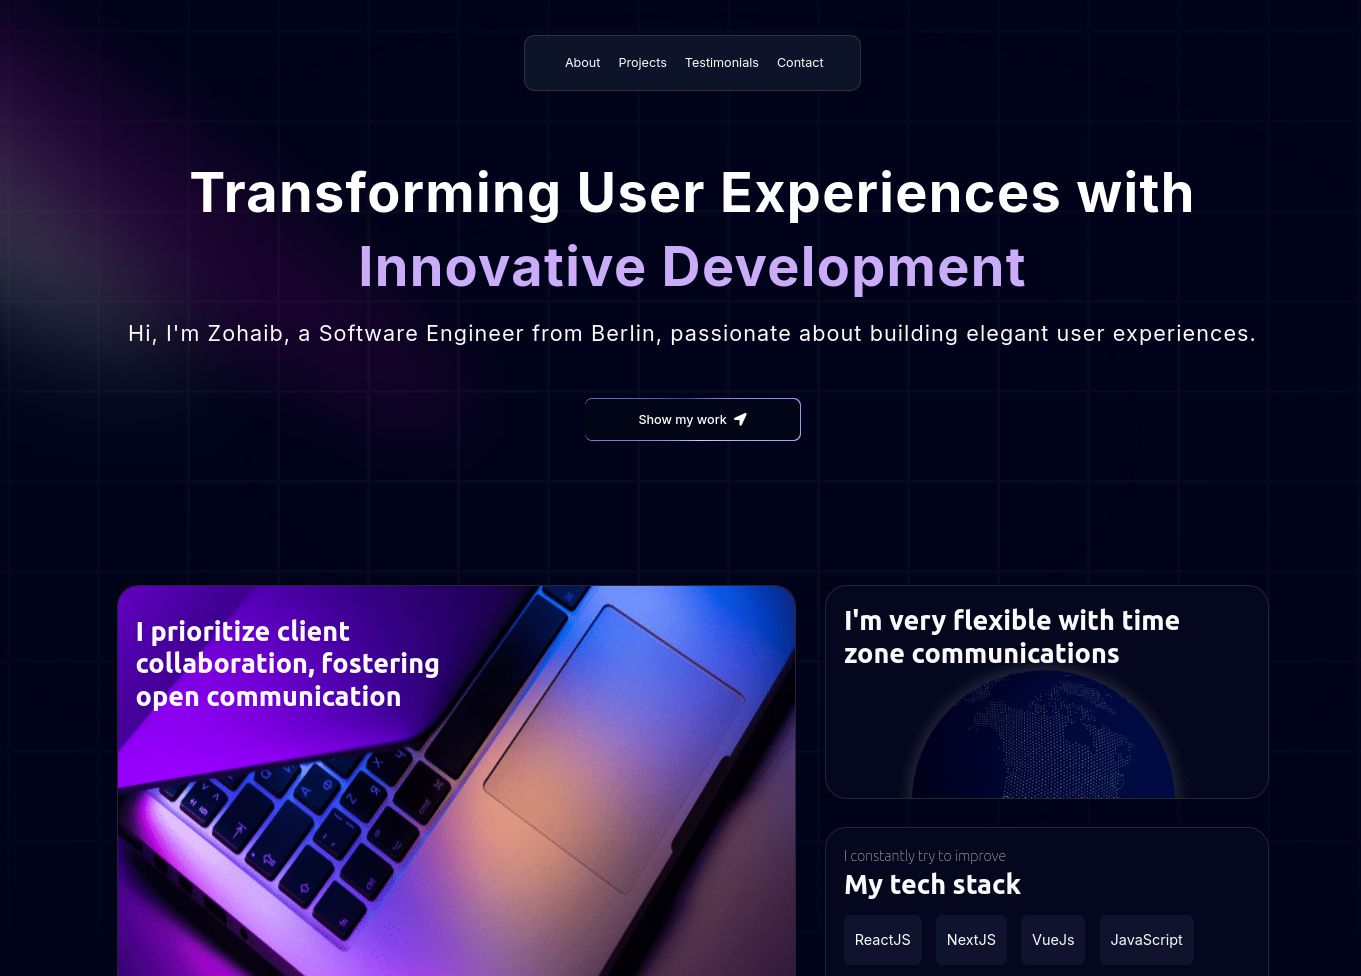 About Projects Testimonials Contact
Transforming User Experiences with
Innovative Development
Hi, I'm Zohaib, a Software Engineer from Berlin, passionate about building elegant user experiences.
Show my work
I prioritize client
collaboration, fostering
open communication
I'm very flexible with time
zone communications
I constantly try to improve
My tech stack
ReactJS NextJS VueJs JavaScript